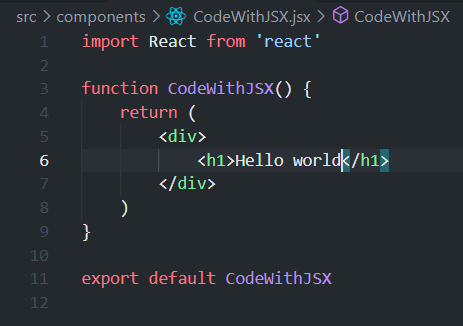 src > components > CodeWithJSX.jsx > CodeWithJSX
1 import React from 'react'
2
3 function CodeWithJSX() {
4     return (
5         <div>
6             <h1>Hello world</h1>
7         </div>
8     )
9 }
10
11 export default CodeWithJSX
12